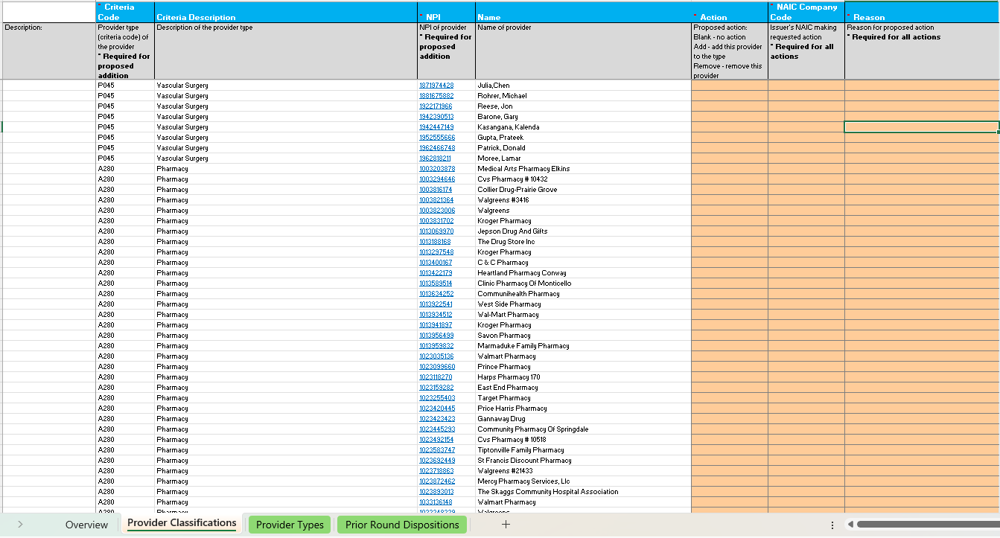 * Criteria Code Criteria Description * NPI Name * Action * NAIC Company Code * Reason
Description:
Provider type (criteria code) of the provider
* Required for proposed addition
Description of the provider type
NPI of provider
* Required for proposed addition
Name of provider
Proposed action:
Blank - no action
Add - add this provider to the type
Remove - remove this provider
Issuer's NAIC making requested action
* Required for all actions
Reason for proposed action
* Required for all actions
P045 Vascular Surgery 1871974428 Julia,Chen
P045 Vascular Surgery 1881675882 Rohrer, Michael
P045 Vascular Surgery 1922171966 Reese, Jon
P045 Vascular Surgery 1942390513 Barone, Gary
P045 Vascular Surgery 1942447149 Kasangana, Kalenda
P045 Vascular Surgery 1952555666 Gupta, Prateek
P045 Vascular Surgery 1962466748 Patrick, Donald
P045 Vascular Surgery 1962818211 Moree, Lamar
A280 Pharmacy 1003203878 Medical Arts Pharmacy Elkins
A280 Pharmacy 1003294646 Cvs Pharmacy # 10432
A280 Pharmacy 1003816174 Collier Drug-Prairie Grove
A280 Pharmacy 1003821364 Walgreens #3416
A280 Pharmacy 1003823006 Walgreens
A280 Pharmacy 1003831702 Kroger Pharmacy
A280 Pharmacy 1013069970 Jepson Drug And Gifts
A280 Pharmacy 1013188168 The Drug Store Inc
A280 Pharmacy 1013297548 Kroger Pharmacy
A280 Pharmacy 1013400167 C & C Pharmacy
A280 Pharmacy 1013422179 Heartland Pharmacy Conway
A280 Pharmacy 1013589514 Clinic Pharmacy Of Monticello
A280 Pharmacy 1013634252 Communihealth Pharmacy
A280 Pharmacy 1013922541 West Side Pharmacy
A280 Pharmacy 1013934512 Wal-Mart Pharmacy
A280 Pharmacy 1013941897 Kroger Pharmacy
A280 Pharmacy 1013956499 Savon Pharmacy
A280 Pharmacy 1013959832 Marmaduke Family Pharmacy
A280 Pharmacy 1023035136 Walmart Pharmacy
A280 Pharmacy 1023099660 Prince Pharmacy
A280 Pharmacy 1023118270 Harps Pharmacy 170
A280 Pharmacy 1023159282 East End Pharmacy
A280 Pharmacy 1023255403 Target Pharmacy
A280 Pharmacy 1023420445 Price Harris Pharmacy
A280 Pharmacy 1023423423 Gannaway Drug
A280 Pharmacy 1023445293 Community Pharmacy Of Springdale
A280 Pharmacy 1023492154 Cvs Pharmacy # 10518
A280 Pharmacy 1023583747 Tiptonville Family Pharmacy
A280 Pharmacy 1023692449 St Francis Discount Pharmacy
A280 Pharmacy 1023718863 Walgreens #21433
A280 Pharmacy 1023872462 Mercy Pharmacy Services, Llc
A280 Pharmacy 1023893013 The Skaggs Community Hospital Association
A280 Pharmacy 1033136148 Walmart Pharmacy
A280 Pharmacy Walgreens
Overview Provider Classifications Provider Types Prior Round Dispositions +